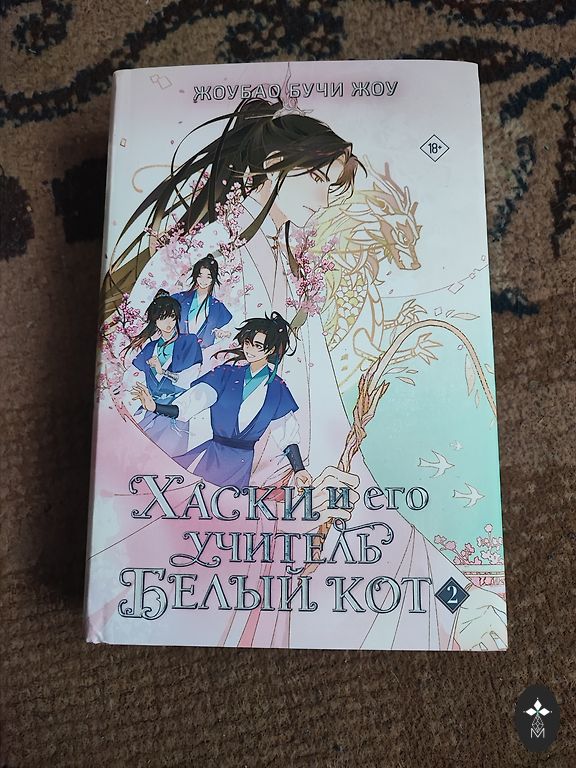 ЖОУБАО БУЧИ ЖОУ
18+
ХАСКИ И ЕГО
УЧИТЕЛЬ
БЕЛЫЙ КОТ 2
M